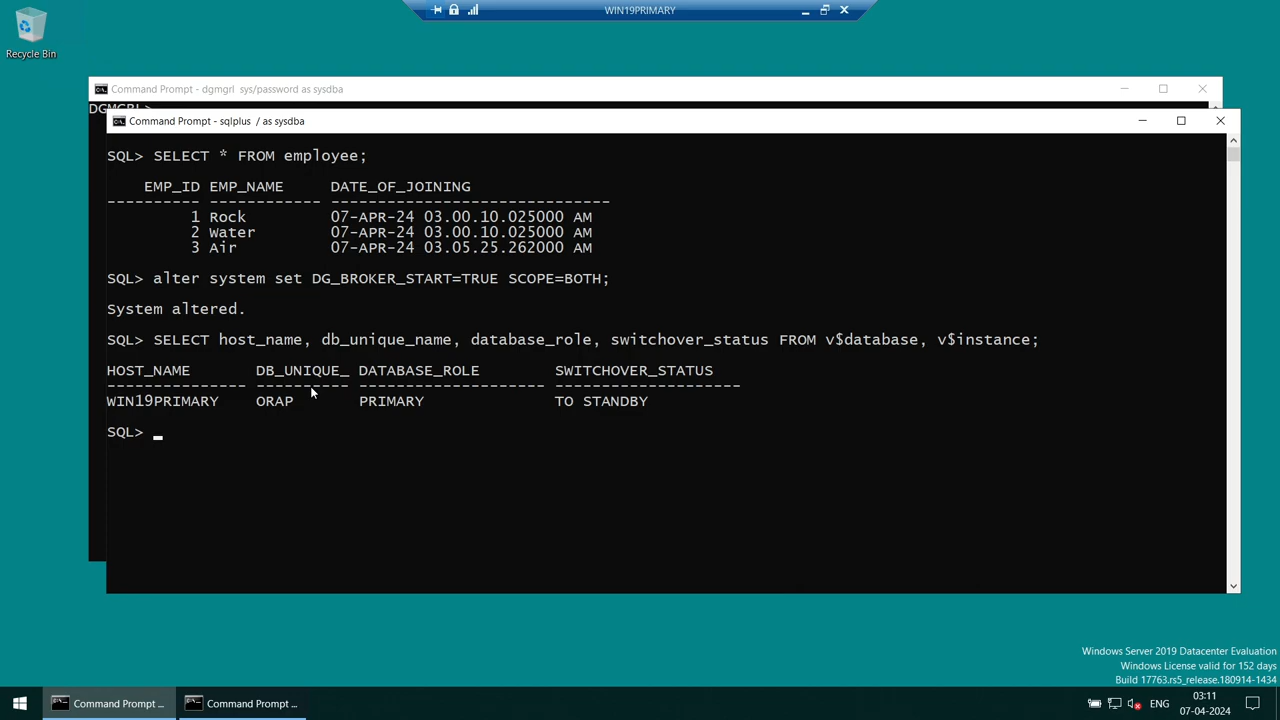 WIN19PRIMARY
Recycle Bin
Command Prompt - dgmgrl  sys/password as sysdba
Command Prompt - sqlplus  / as sysdba
SQL> SELECT * FROM employee;
EMP_ID EMP_NAME     DATE_OF_JOINING
---------- ------------ ------------------------------
1 Rock         07-APR-24 03.00.10.025000 AM
2 Water        07-APR-24 03.00.10.025000 AM
3 Air          07-APR-24 03.05.25.262000 AM
SQL> alter system set DG_BROKER_START=TRUE SCOPE=BOTH;
System altered.
SQL> SELECT host_name, db_unique_name, database_role, switchover_status FROM v$database, v$instance;
HOST_NAME       DB_UNIQUE_ DATABASE_ROLE        SWITCHOVER_STATUS
--------------- ---------- -------------------- --------------------
WIN19PRIMARY    ORAP       PRIMARY              TO STANDBY
SQL>
Windows Server 2019 Datacenter Evaluation
Windows License valid for 152 days
Build 17763.rs5_release.180914-1434
Command Prompt ...
Command Prompt ...
ENG
03:11
07-04-2024